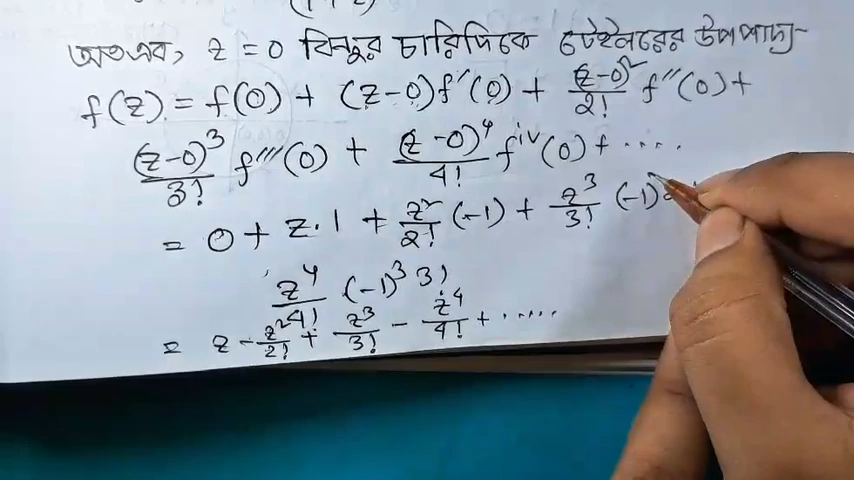 অতএব, z = 0 বিন্দুর চারিদিকে টেইলরের উপপাদ্য-
f(z) = f(0) + (z-0)f'(0) + (z-0)²/2! f''(0) +
(z-0)³/3! f'''(0) + (z-0)⁴/4! f^iv(0) + ....
= 0 + z.1 + z²/2! (-1) + z³/3! (-1)²
z⁴/4! (-1)³ 3!
= z - z²/2! + z³/3! - z⁴/4! + .....